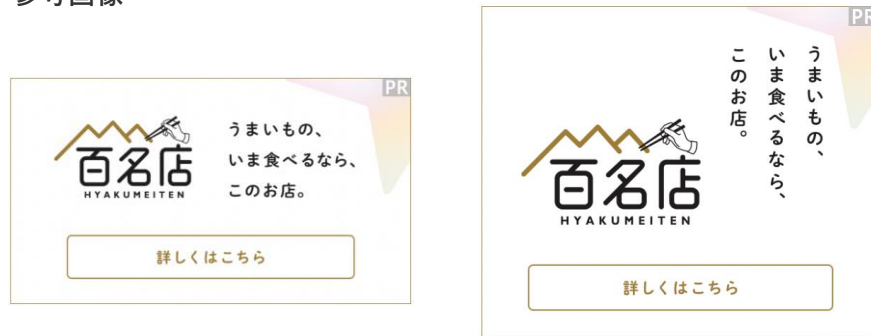 参考画像
PR
百名店
HYAKUMEITEN
うまいもの、
いま食べるなら、
このお店。
詳しくはこちら
PR
うまいもの、
いま食べるなら、
このお店。
百名店
HYAKUMEITEN
詳しくはこちら